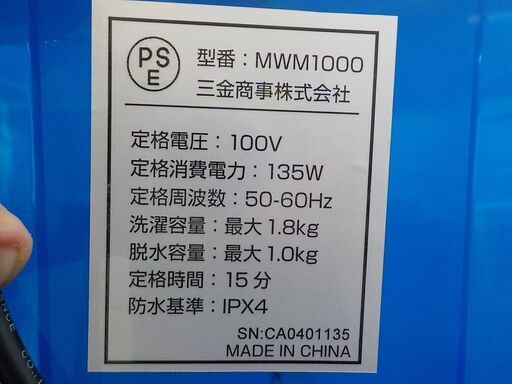 PS
E
型番：MWM1000
三金商事株式会社
定格電圧：100V
定格消費電力：135W
定格周波数：50-60Hz
洗濯容量：最大1.8kg
脱水容量：最大1.0kg
定格時間：15分
防水基準：IPX4
SN:CA0401135
MADE IN CHINA